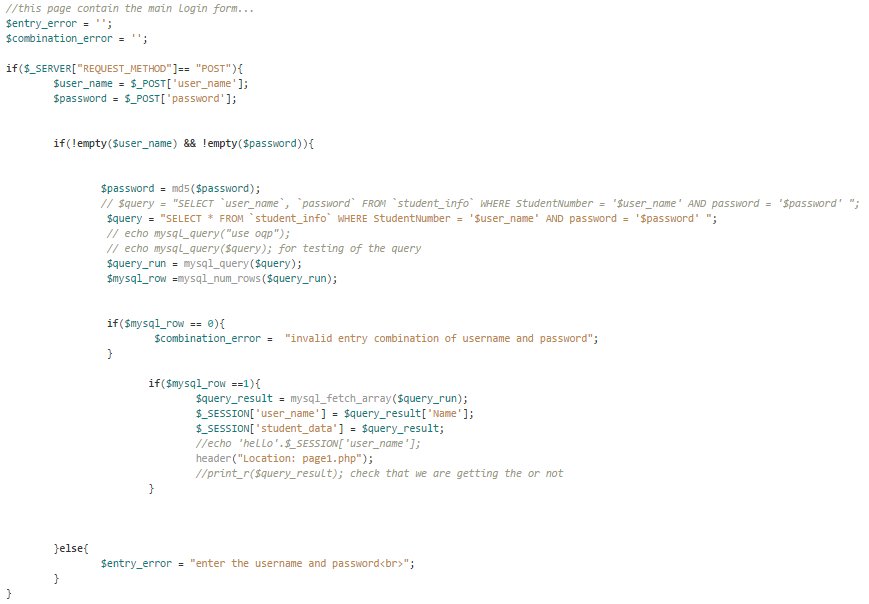 //this page contain the main login form...
$entry_error = '';
$combination_error = '';
if($_SERVER["REQUEST_METHOD"]== "POST"){
$user_name = $_POST['user_name'];
$password = $_POST['password'];
if(!empty($user_name) && !empty($password)){
$password = md5($password);
// $query = "SELECT `user_name`, `password` FROM `student_info` WHERE StudentNumber = '$user_name' AND password = '$password' ";
$query = "SELECT * FROM `student_info` WHERE StudentNumber = '$user_name' AND password = '$password' ";
// echo mysql_query("use oqp");
// echo mysql_query($query); for testing of the query
$query_run = mysql_query($query);
$mysql_row =mysql_num_rows($query_run);
if($mysql_row == 0){
$combination_error =  "invalid entry combination of username and password";
}
if($mysql_row ==1){
$query_result = mysql_fetch_array($query_run);
$_SESSION['user_name'] = $query_result['Name'];
$_SESSION['student_data'] = $query_result;
//echo 'hello'.$_SESSION['user_name'];
header("Location: page1.php");
//print_r($query_result); check that we are getting the or not
}
}else{
$entry_error = "enter the username and password<br>";
}
}